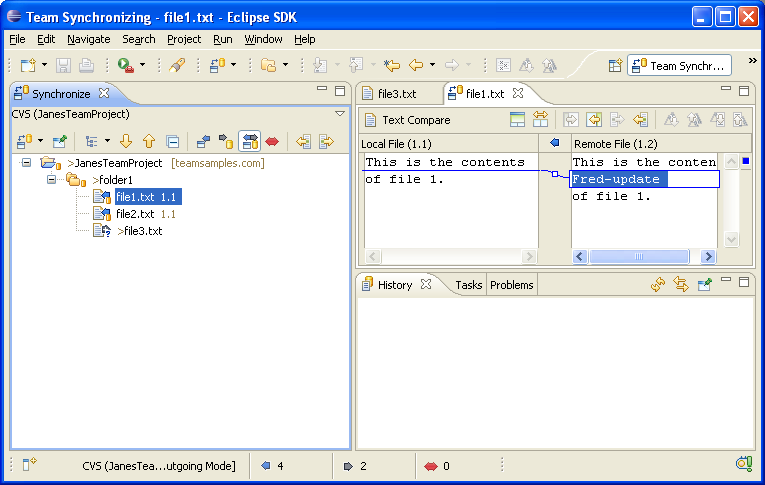 Team Synchronizing - file1.txt - Eclipse SDK
File Edit Navigate Search Project Run Window Help
Team Synchr...
»
Synchronize
CVS (JanesTeamProject)
>JanesTeamProject [teamsamples.com]
>folder1
file1.txt 1.1
file2.txt 1.1
>file3.txt
file3.txt
file1.txt
Text Compare
Local File (1.1)
Remote File (1.2)
This is the contents
of file 1.
This is the conten
Fred-update
of file 1.
History
Tasks
Problems
CVS (JanesTea...utgoing Mode]
4
2
0